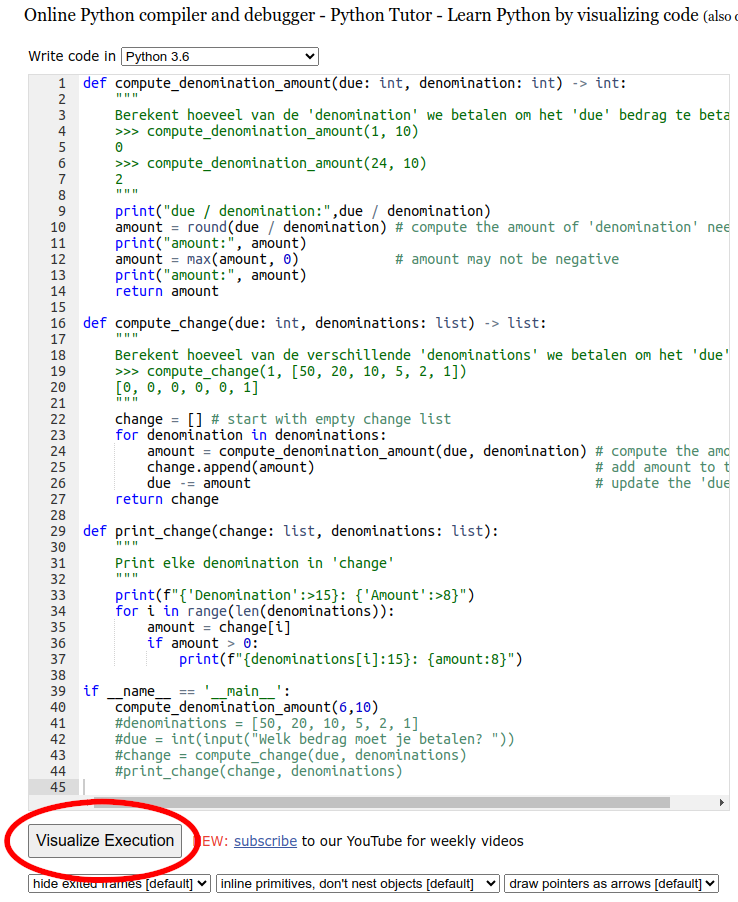 Online Python compiler and debugger - Python Tutor - Learn Python by visualizing code (also
Write code in Python 3.6
1 def compute_denomination_amount(due: int, denomination: int) -> int:
2 """
3 Berekent hoeveel van de 'denomination' we betalen om het 'due' bedrag te beta
4 >>> compute_denomination_amount(1, 10)
5 0
6 >>> compute_denomination_amount(24, 10)
7 2
8 """
9 print("due / denomination:",due / denomination)
10 amount = round(due / denomination) # compute the amount of 'denomination' nee
11 print("amount:", amount)
12 amount = max(amount, 0) # amount may not be negative
13 print("amount:", amount)
14 return amount
15
16 def compute_change(due: int, denominations: list) -> list:
17 """
18 Berekent hoeveel van de verschillende 'denominations' we betalen om het 'due'
19 >>> compute_change(1, [50, 20, 10, 5, 2, 1])
20 [0, 0, 0, 0, 0, 1]
21 """
22 change = [] # start with empty change list
23 for denomination in denominations:
24 amount = compute_denomination_amount(due, denomination) # compute the amo
25 change.append(amount) # add amount to t
26 due -= amount # update the 'due
27 return change
28
29 def print_change(change: list, denominations: list):
30 """
31 Print elke denomination in 'change'
32 """
33 print(f"{'Denomination':>15}: {'Amount':>8}")
34 for i in range(len(denominations)):
35 amount = change[i]
36 if amount > 0:
37 print(f"{denominations[i]:15}: {amount:8}")
38
39 if __name__ == '__main__':
40 compute_denomination_amount(6,10)
41 #denominations = [50, 20, 10, 5, 2, 1]
42 #due = int(input("Welk bedrag moet je betalen? "))
43 #change = compute_change(due, denominations)
44 #print_change(change, denominations)
45
Visualize Execution EW: subscribe to our YouTube for weekly videos
hide exited frames [default] inline primitives, don't nest objects [default] draw pointers as arrows [default]